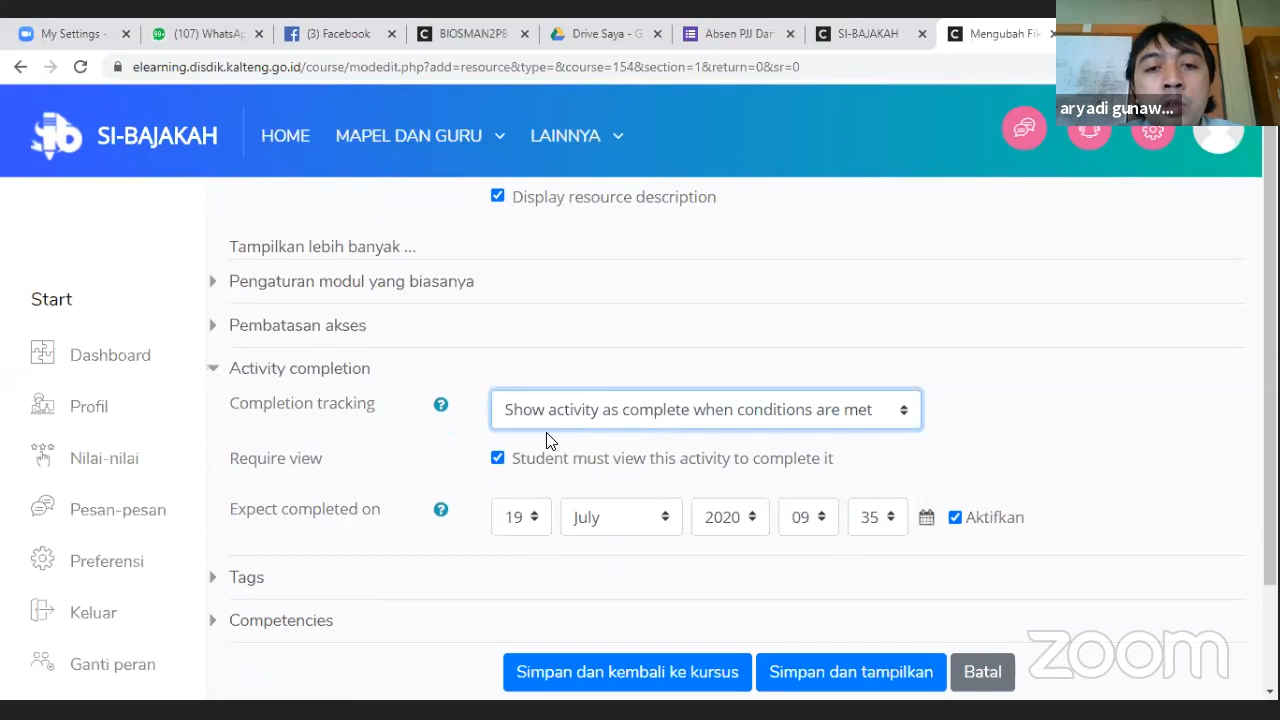 My Settings -
(107) WhatsAp
(3) Facebook
BIOSMAN2PB
Drive Saya - G
Absen PJJ Dar
SI-BAJAKAH
Mengubah Fil
elearning.disdik.kalteng.go.id/course/modedit.php?add=resource&type=&course=154&section=1&return=0&sr=0
aryadi gunaw...
SI-BAJAKAH
HOME
MAPEL DAN GURU
LAINNYA
Display resource description
Tampilkan lebih banyak ...
Pengaturan modul yang biasanya
Start
Pembatasan akses
Dashboard
Activity completion
Profil
Completion tracking
Show activity as complete when conditions are met
Nilai-nilai
Require view
Student must view this activity to complete it
Pesan-pesan
Expect completed on
19 July 2020 09 35 Aktifkan
Preferensi
Tags
Keluar
Competencies
Ganti peran
Simpan dan kembali ke kursus
Simpan dan tampilkan
Batal
zoom